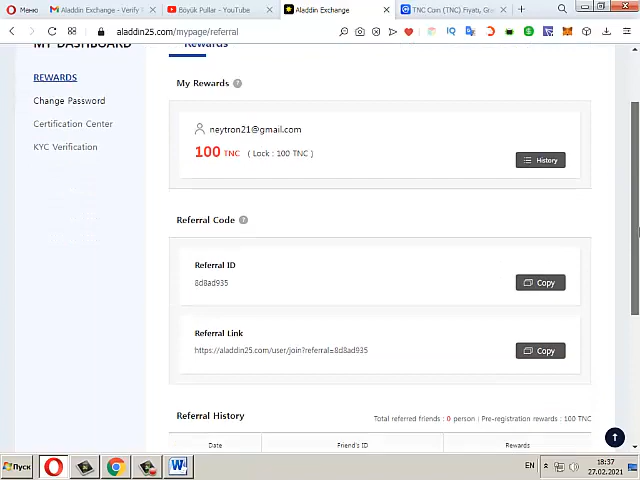 Меню
Aladdin Exchange - Verify
Böyük Pullar - YouTube
Aladdin Exchange
TNC Coin (TNC) Fiyatı, Gra
aladdin25.com/mypage/referral
MY DASHBOARD
Rewards
REWARDS
Change Password
Certification Center
KYC Verification
My Rewards ?
neytron21@gmail.com
100 TNC ( Lock : 100 TNC )
History
Referral Code ?
Referral ID
8d8ad935
Copy
Referral Link
https://aladdin25.com/user/join?referral=8d8ad935
Copy
Referral History
Total referred friends : 0 person | Pre-registration rewards : 100 TNC
Date Friend's ID Rewards
Пуск
EN
18:37
27.02.2021